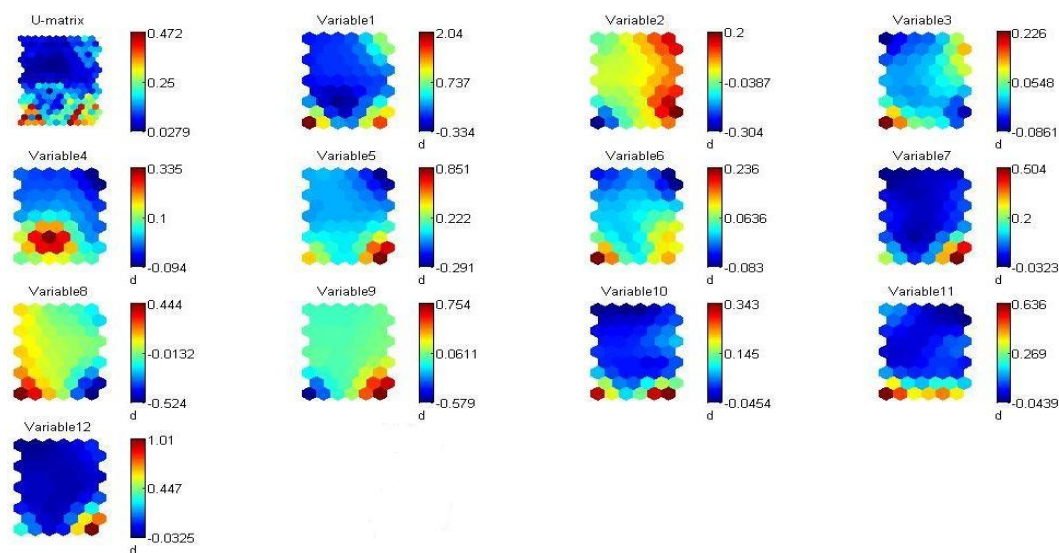 U-matrix
0.472
0.25
0.0279
Variable1
2.04
0.737
-0.334
d
Variable2
0.2
-0.0387
-0.304
d
Variable3
0.226
0.0548
-0.0861
d
Variable4
0.335
0.1
-0.094
d
Variable5
0.851
0.222
-0.291
d
Variable6
0.236
0.0636
-0.083
d
Variable7
0.504
0.2
-0.0323
d
Variable8
0.444
-0.0132
-0.524
d
Variable9
0.754
0.0611
-0.579
d
Variable10
0.343
0.145
-0.0454
d
Variable11
0.636
0.269
-0.0439
d
Variable12
1.01
0.447
-0.0325
d